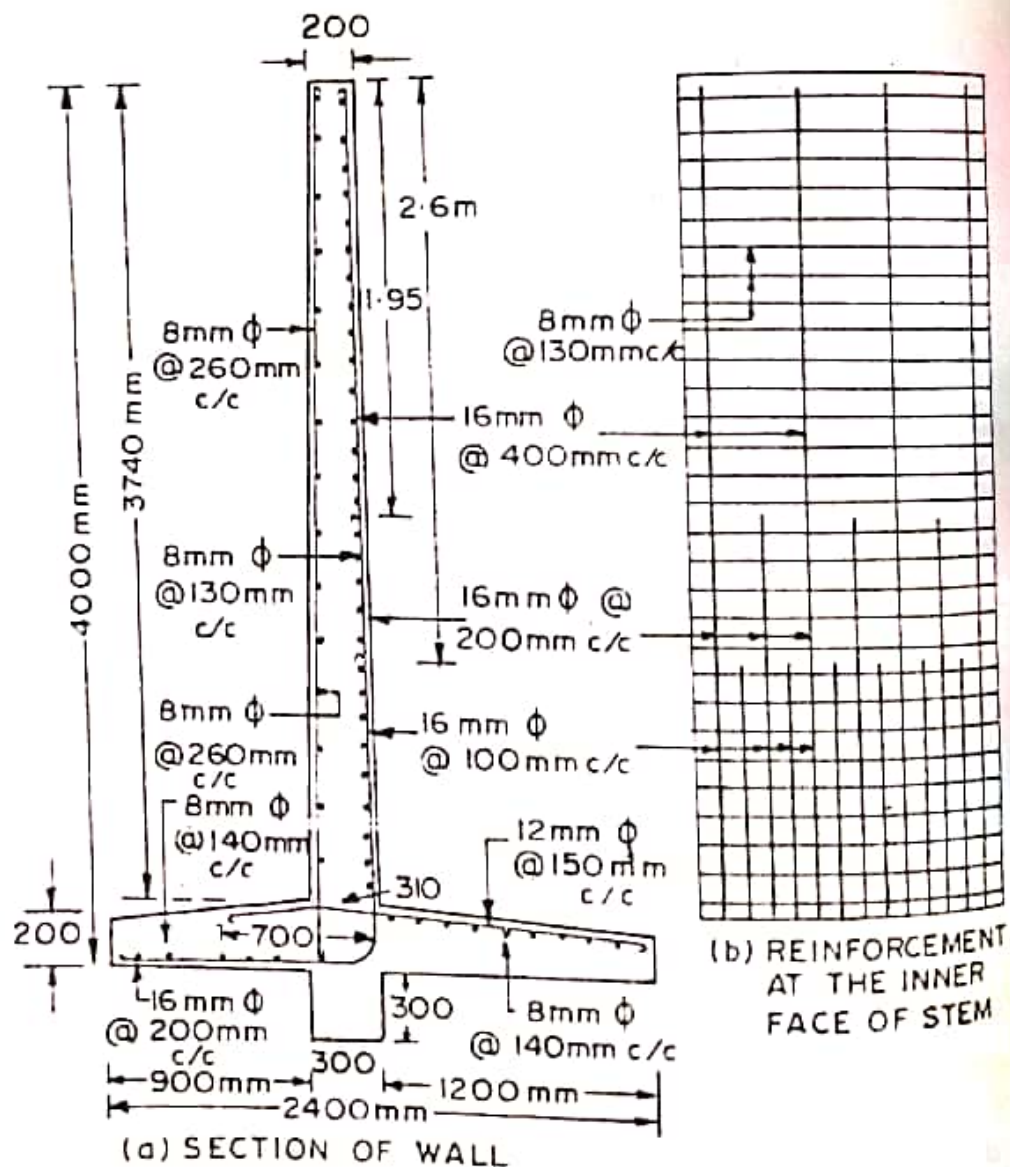 200
2.6m
1.95
8mm ϕ
@260mm
c/c
8mm ϕ
@130mm c/c
3740 mm
4000 mm
16mm ϕ
@ 400mm c/c
8mm ϕ
@130mm
c/c
16mm ϕ @
200mm c/c
8mm ϕ
@260mm
c/c
16 mm ϕ
@ 100mm c/c
8mm ϕ
@140mm
c/c
12mm ϕ
@150mm
c/c
310
200
700
16mm ϕ
@ 200mm
c/c
300
8mm ϕ
@ 140mm c/c
300
900mm
1200mm
2400mm
(a) SECTION OF WALL
(b) REINFORCEMENT
AT THE INNER
FACE OF STEM